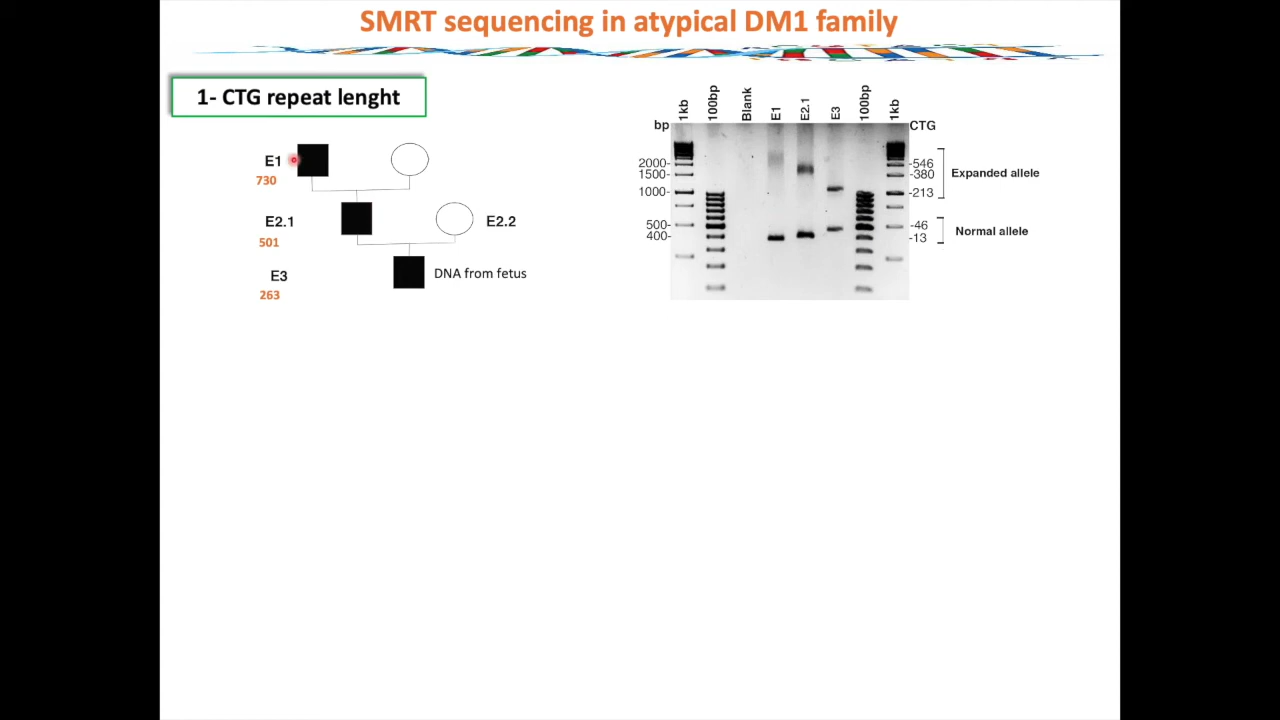 SMRT sequencing in atypical DM1 family
1- CTG repeat lenght
E1
730
E2.1
501
E2.2
E3
263
DNA from fetus
1kb
100bp
Blank
E1
E2.1
E3
100bp
1kb
bp
CTG
2000-
1500-
1000-
500-
400-
-546
-380
-213
-46
-13
Expanded allele
Normal allele